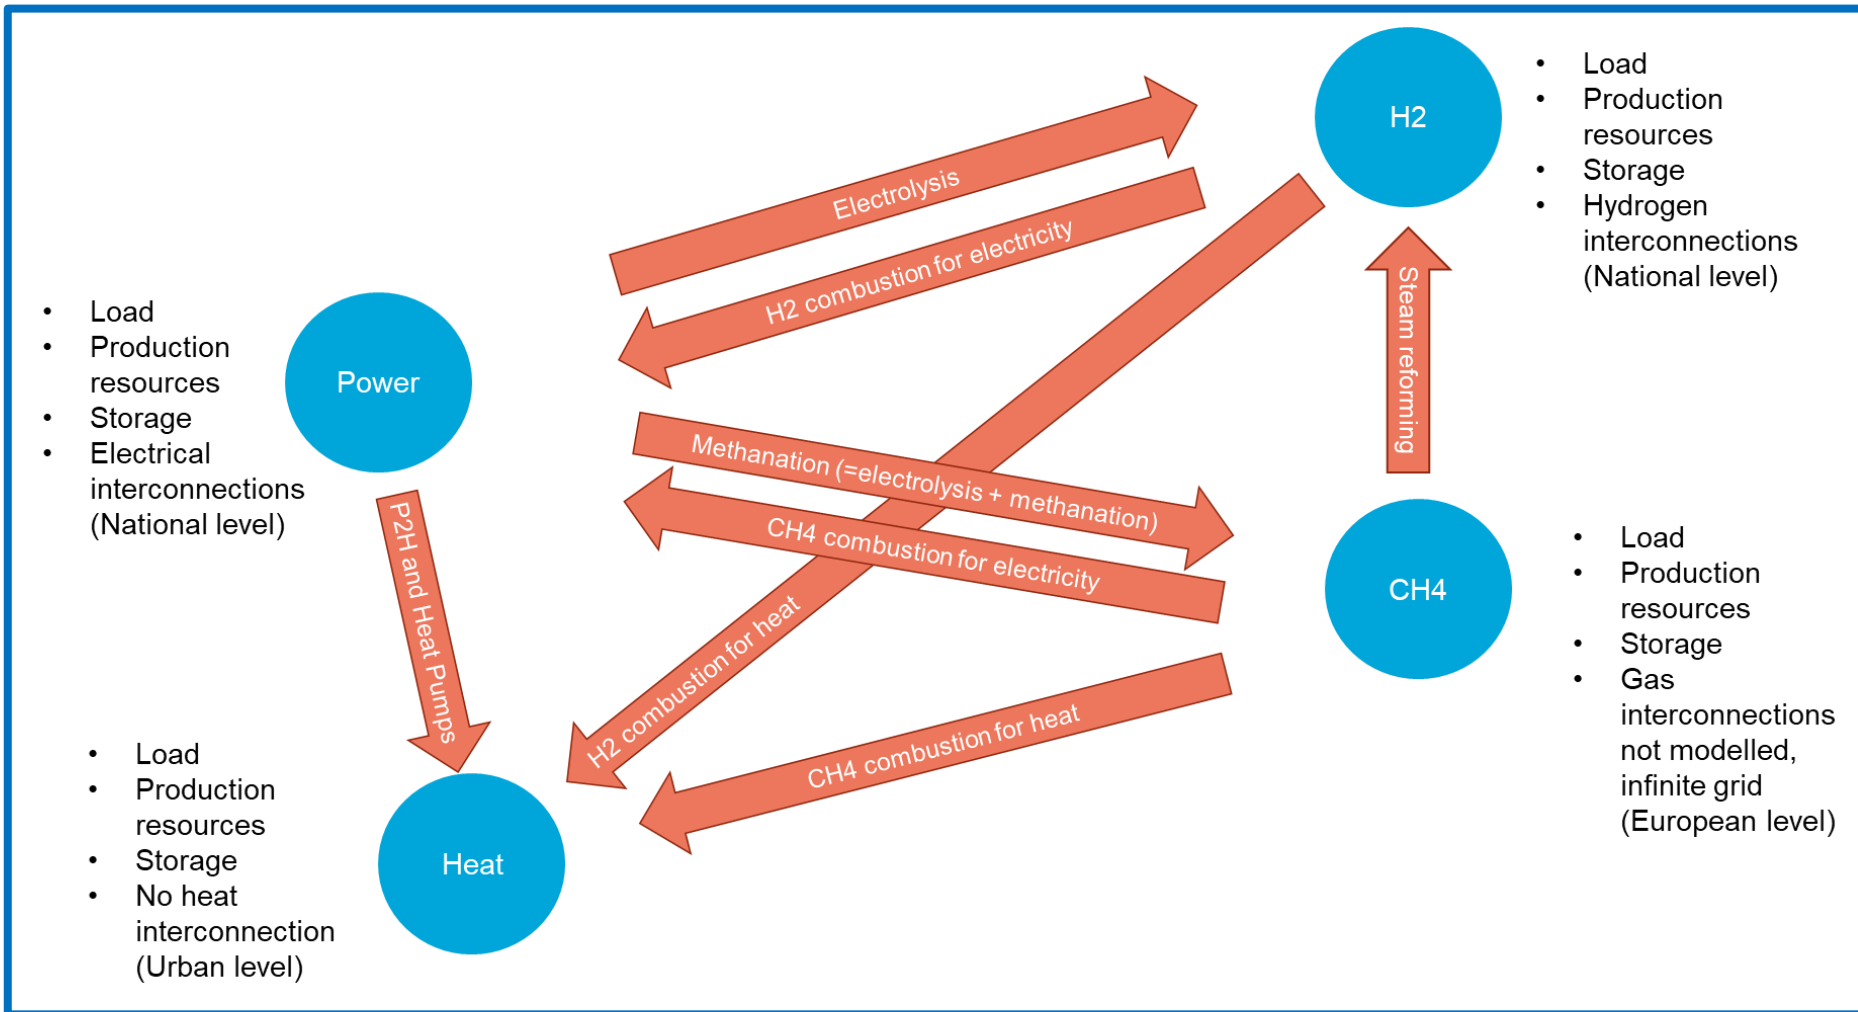 H2
• Load
• Production
resources
• Storage
• Hydrogen
interconnections
(National level)
Electrolysis
H2 combustion for electricity
Steam reforming
• Load
• Production
resources
• Storage
• Electrical
interconnections
(National level)
Power
Methanation (=electrolysis + methanation)
CH4 combustion for electricity
CH4
• Load
• Production
resources
• Storage
• Gas
interconnections
not modelled,
infinite grid
(European level)
P2H and Heat Pumps
H2 combustion for heat
CH4 combustion for heat
• Load
• Production
resources
• Storage
• No heat
interconnection
(Urban level)
Heat